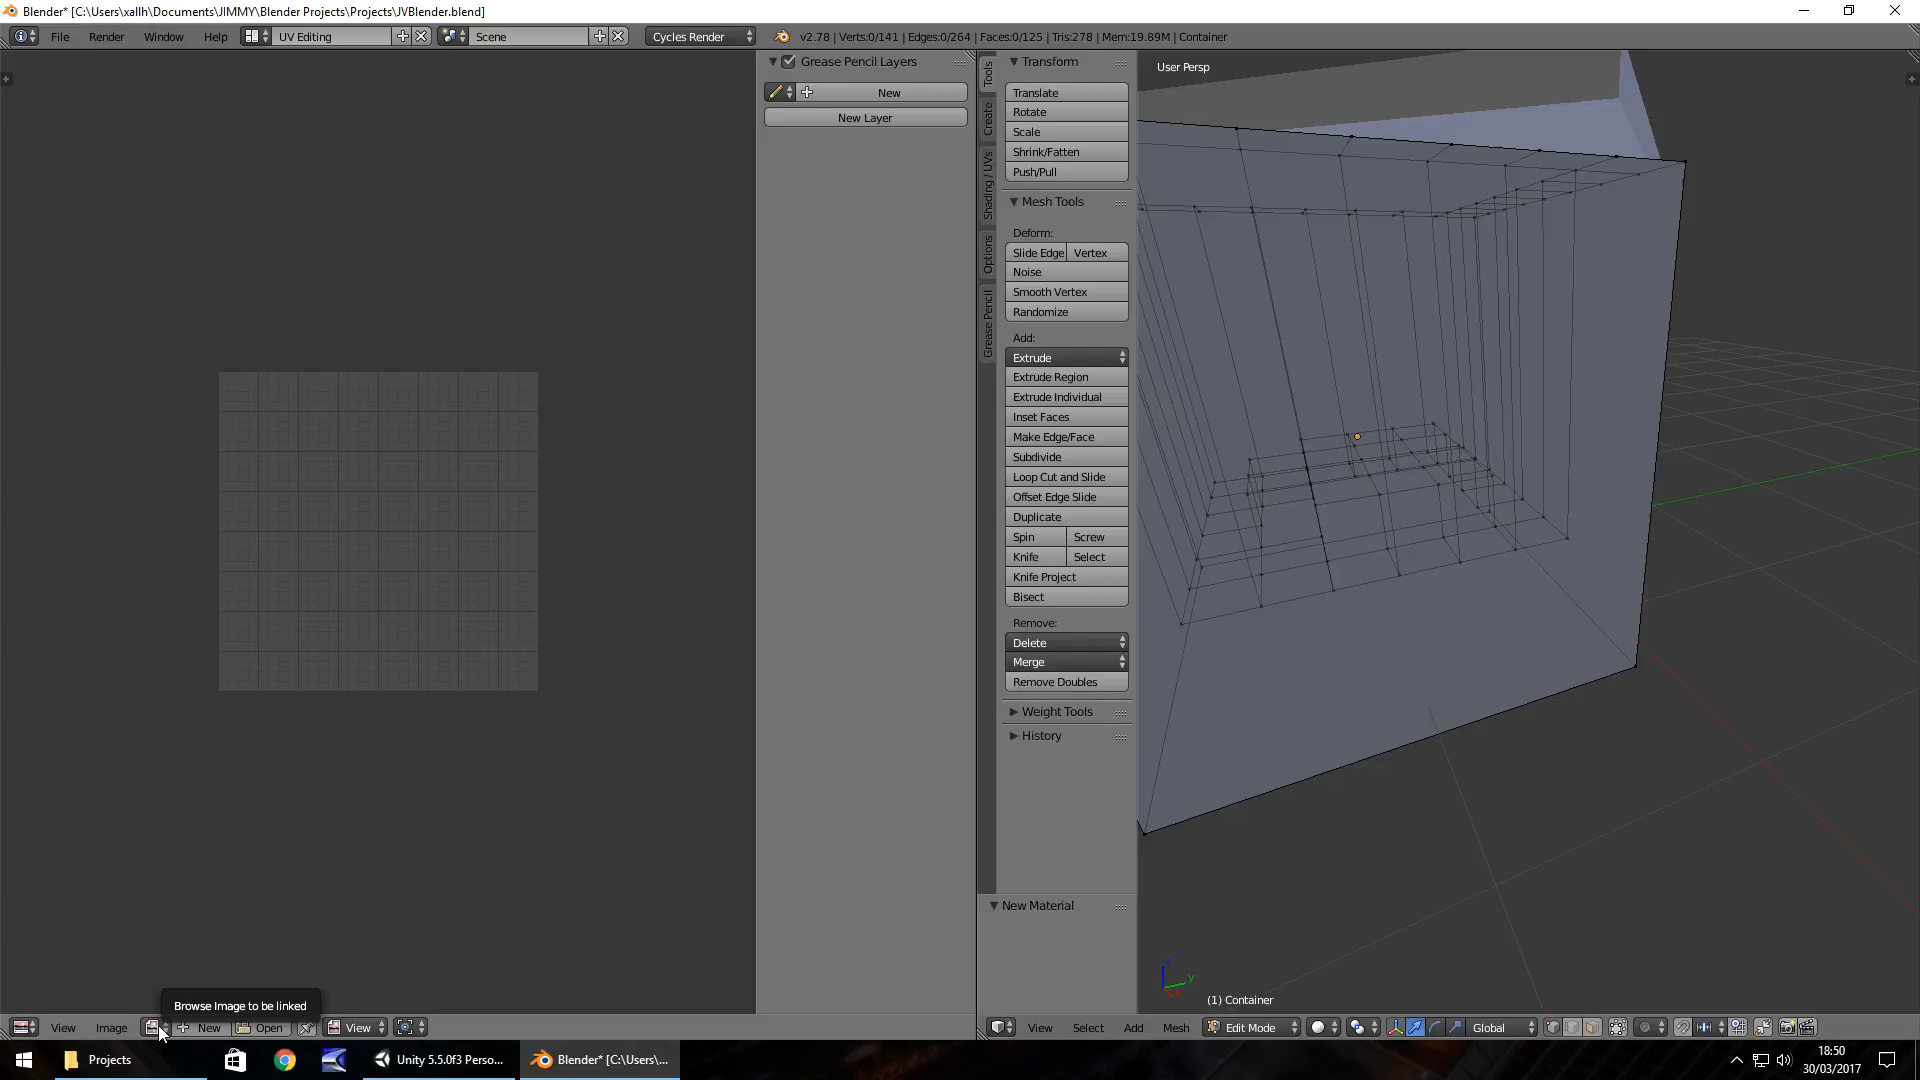 Blender* [C:\Users\xallh\Documents\JIMMY\Blender Projects\Projects\JVBlender.blend]
File Render Window Help UV Editing Scene Cycles Render v2.78 | Verts:0/141 | Edges:0/264 | Faces:0/125 | Tris:278 | Mem:19.89M | Container
Grease Pencil Layers
New
New Layer
Tools
Create
Shading / UVs
Options
Grease Pencil
Transform
Translate
Rotate
Scale
Shrink/Fatten
Push/Pull
Mesh Tools
Deform:
Slide Edge Vertex
Noise
Smooth Vertex
Randomize
Add:
Extrude
Extrude Region
Extrude Individual
Inset Faces
Make Edge/Face
Subdivide
Loop Cut and Slide
Offset Edge Slide
Duplicate
Spin Screw
Knife Select
Knife Project
Bisect
Remove:
Delete
Merge
Remove Doubles
Weight Tools
History
New Material
User Persp
z
y
(1) Container
Browse Image to be linked
View Image New Open View
View Select Add Mesh Edit Mode Global
Projects
Unity 5.5.0f3 Perso...
Blender* [C:\Users\...
18:50
30/03/2017